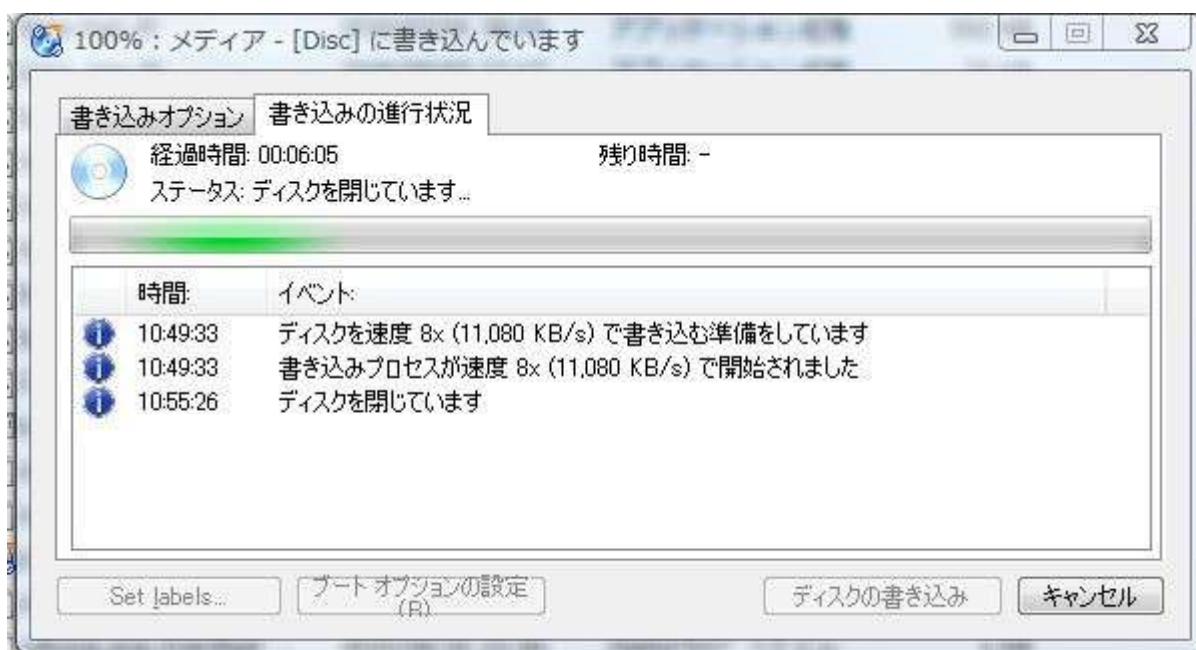 100% : メディア - [Disc] に書き込んでいます
書き込みオプション 書き込みの進行状況
経過時間: 00:06:05 残り時間: -
ステータス: ディスクを閉じています...
時間: イベント:
10:49:33 ディスクを速度 8x (11,080 KB/s) で書き込む準備をしています
10:49:33 書き込みプロセスが速度 8x (11,080 KB/s) で開始されました
10:55:26 ディスクを閉じています
Set labels... ブート オプションの設定 ディスクの書き込み キャンセル
(B)